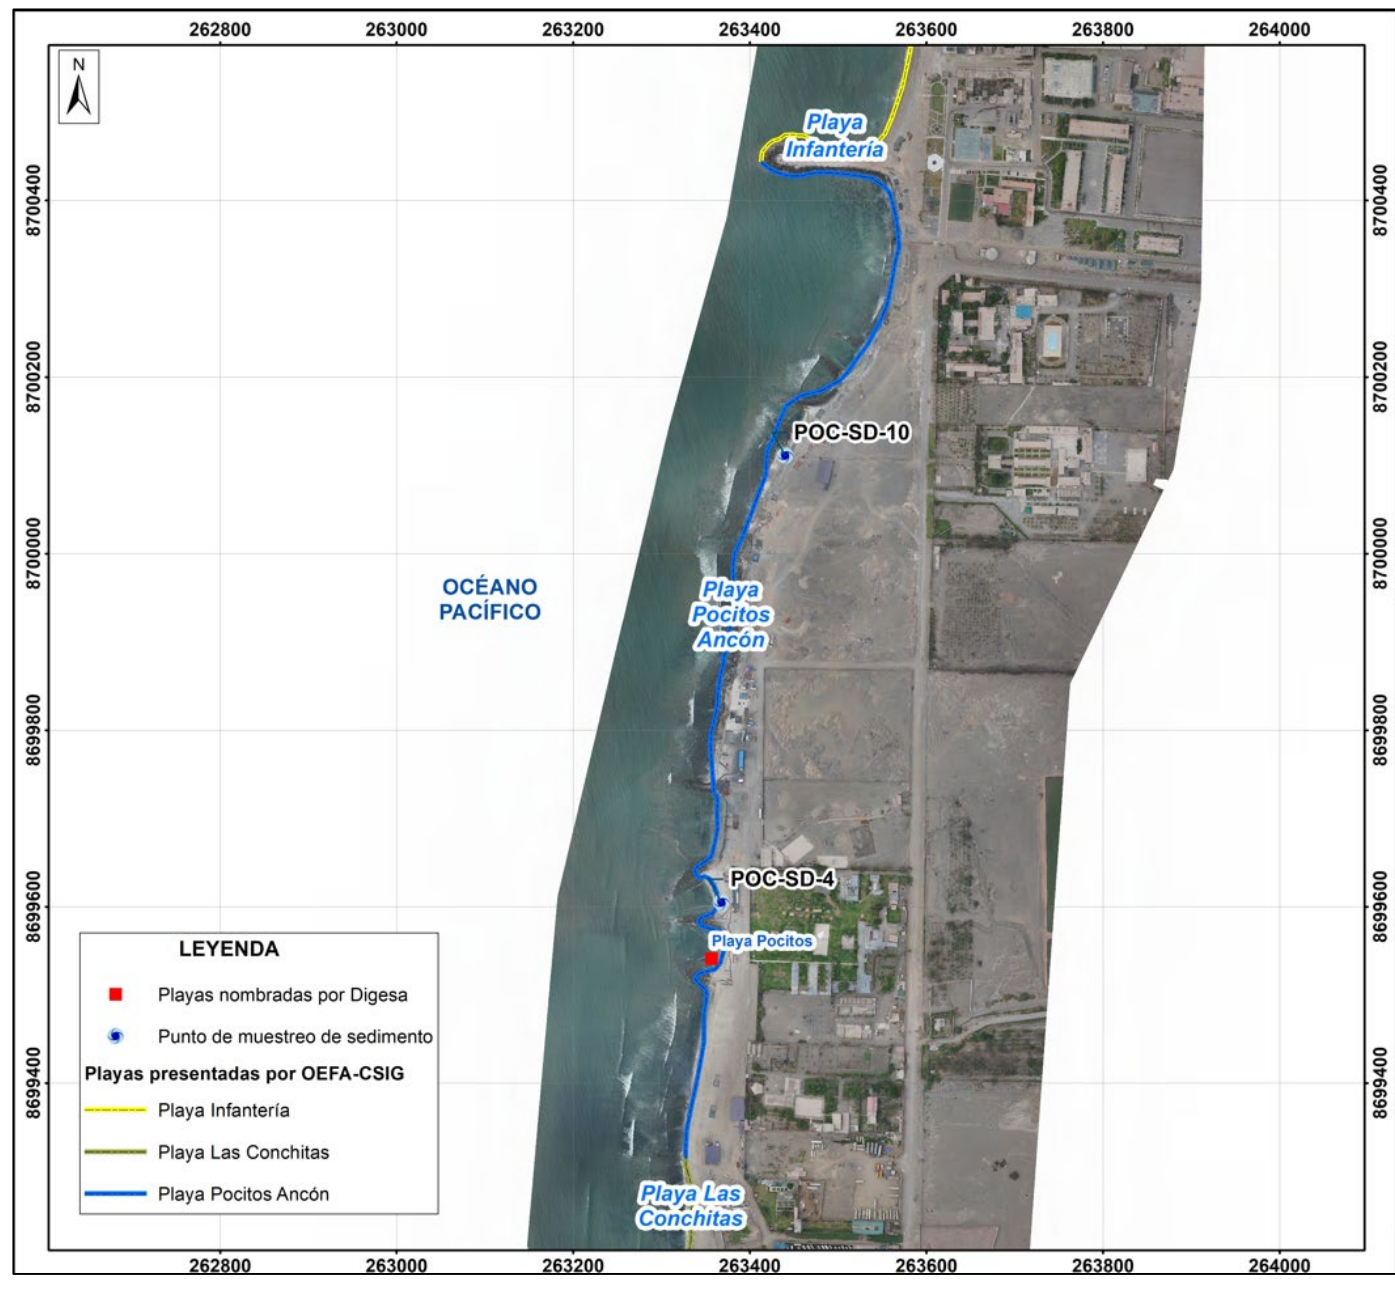 262800 263000 263200 263400 263600 263800 264000
N
Playa
Infantería
8700400 8700400
8700200 8700200
POC-SD-10
8700000 8700000
OCÉANO
PACÍFICO
Playa
Pocitos
Ancón
8699800 8699800
POC-SD-4
8699600 8699600
Playa Pocitos
LEYENDA
Playas nombradas por Digesa
Punto de muestreo de sedimento
Playas presentadas por OEFA-CSIG
8699400 8699400
Playa Infantería
Playa Las Conchitas
Playa Pocitos Ancón
Playa Las
Conchitas
262800 263000 263200 263400 263600 263800 264000